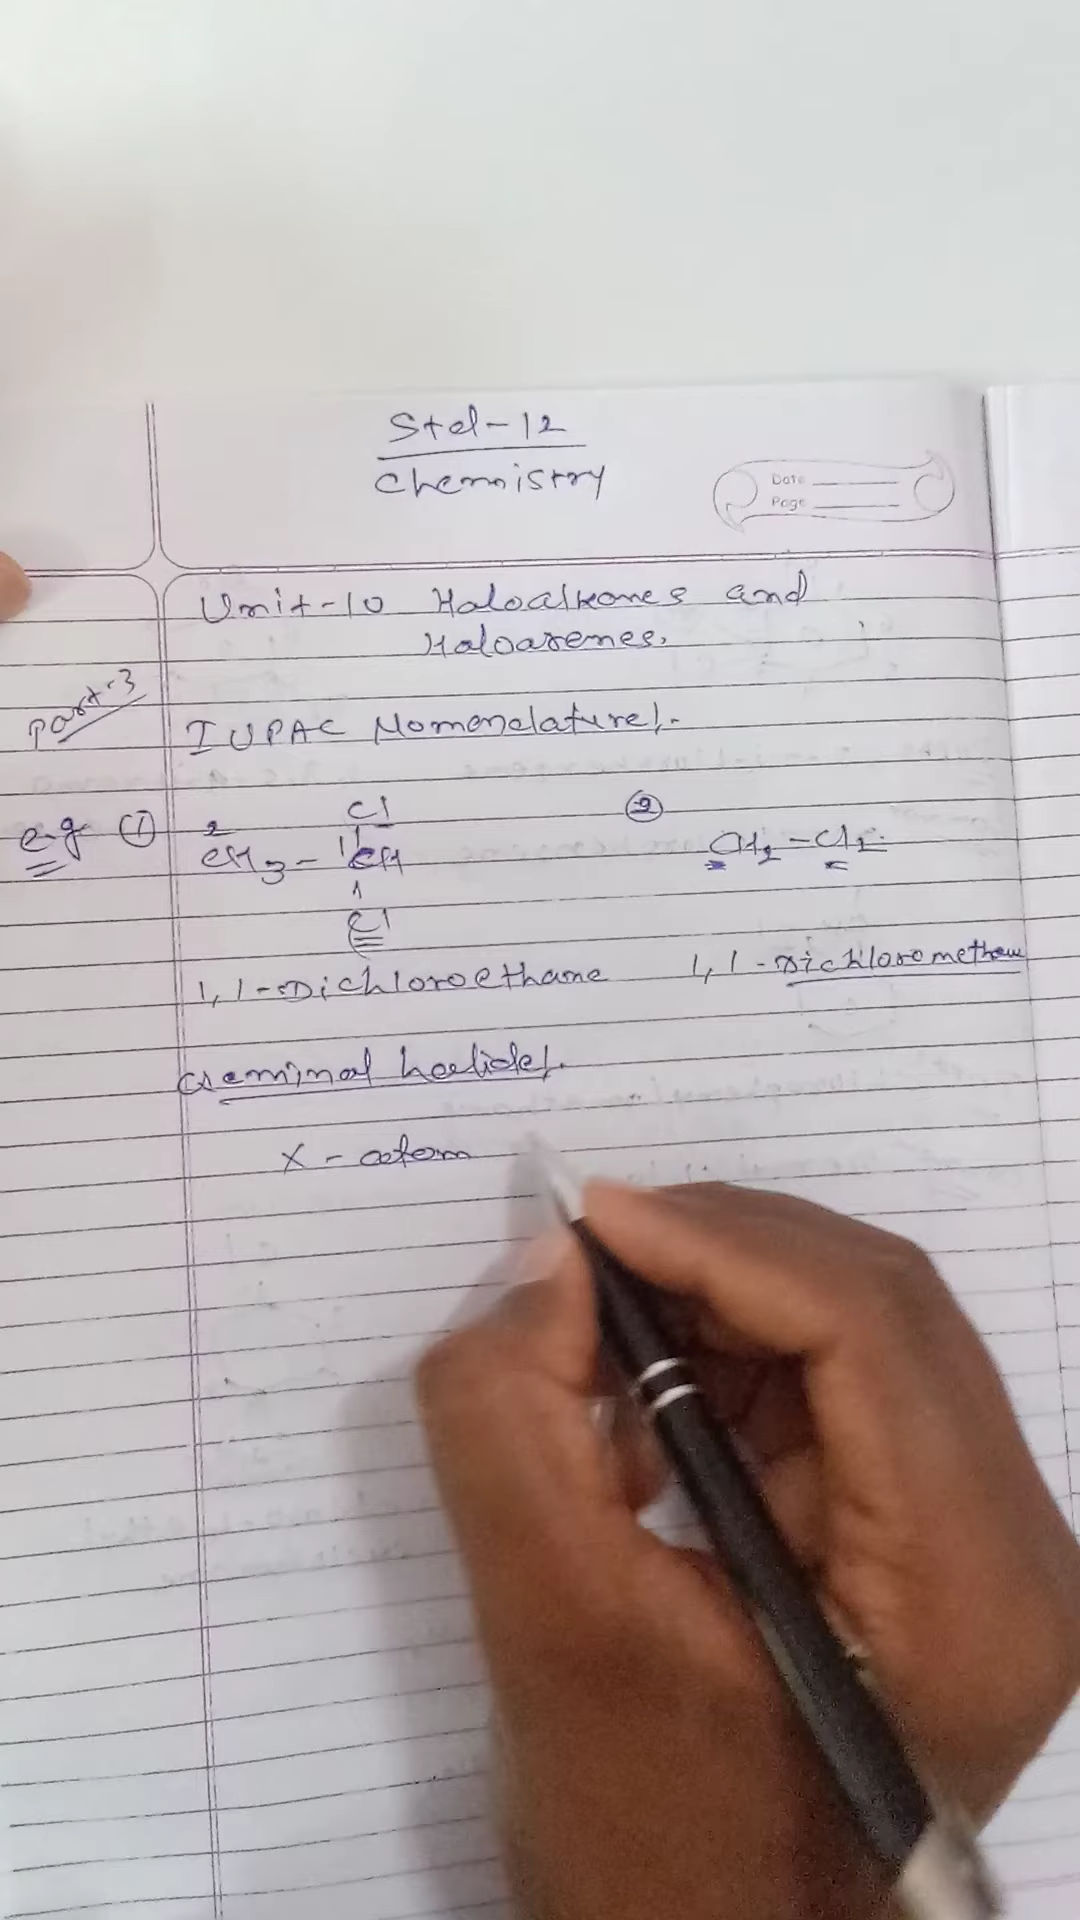 Std-12
Chemistry
Date
Page
Unit-10 Haloalkanes and
Haloarenes.
Part-3
IUPAC Nomenclature:-
e.g ① ②
Cl
2 CH3 - 1 CH
CH2 - Cl2.
Cl
1,1-Dichloroethane 1,1-Dichloromethane
Geminal halide:-
X - atom